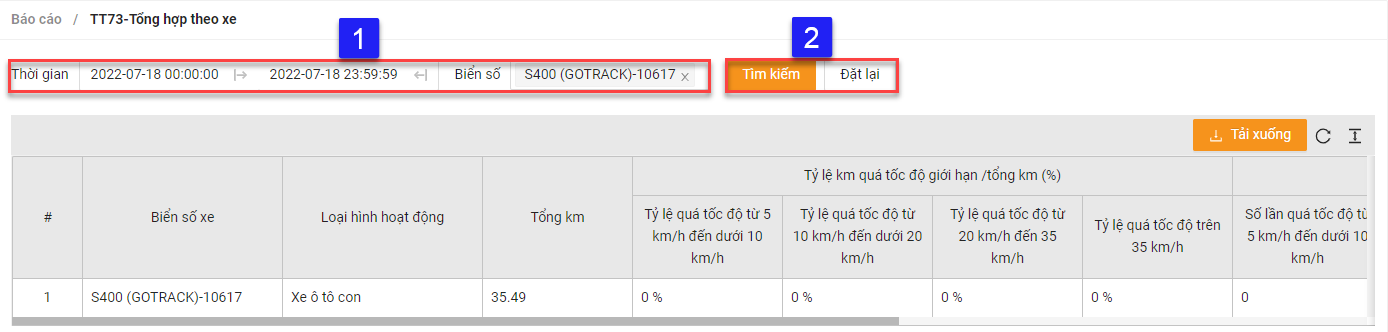 Báo cáo / TT73-Tổng hợp theo xe
1
2
Thời gian 2022-07-18 00:00:00 2022-07-18 23:59:59 Biển số S400 (GOTRACK)-10617 x Tìm kiếm Đặt lại
Tải xuống
Tỷ lệ km quá tốc độ giới hạn /tổng km (%)
# Biển số xe Loại hình hoạt động Tổng km
Tỷ lệ quá tốc độ từ 5
km/h đến dưới 10
km/h
Tỷ lệ quá tốc độ từ
10 km/h đến dưới 20
km/h
Tỷ lệ quá tốc độ từ
20 km/h đến 35
km/h
Tỷ lệ quá tốc độ trên
35 km/h
Số lần quá tốc độ từ
5 km/h đến dưới 10
km/h
1 S400 (GOTRACK)-10617 Xe ô tô con 35.49 0 % 0 % 0 % 0 % 0